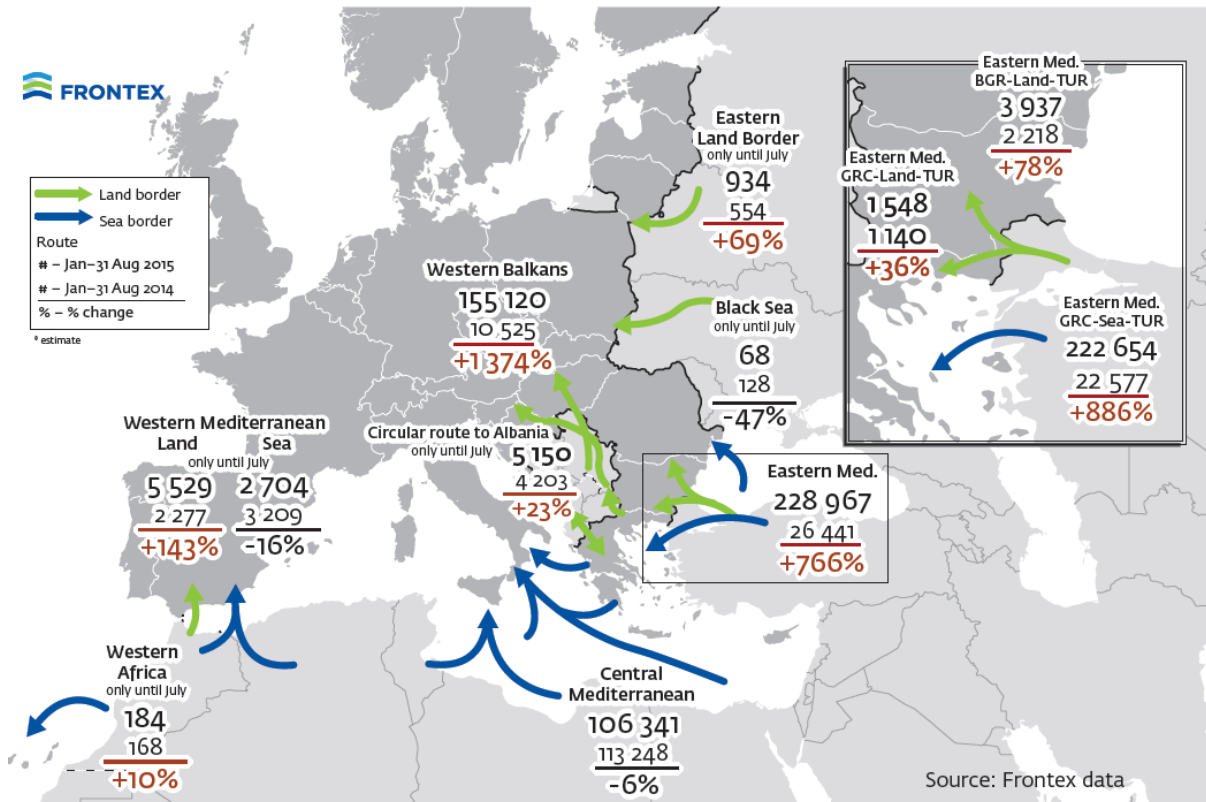 FRONTEX
Land border
Sea border
Route
# – Jan–31 Aug 2015
# – Jan–31 Aug 2014
% – % change
* estimate
Eastern
Land Border
only until July
934
554
+69%
Western Balkans
155 120
10 525
+1 374%
Black Sea
only until July
68
128
-47%
Eastern Med.
BGR-Land-TUR
3 937
2 218
+78%
Eastern Med.
GRC-Land-TUR
1 548
1 140
+36%
Eastern Med.
GRC-Sea-TUR
222 654
22 577
+886%
Western Mediterranean
Land Sea
only until July
5 529 2 704
2 277 3 209
+143% -16%
Circular route to Albania
only until July
5 150
4 203
+23%
Eastern Med.
228 967
26 441
+766%
Western
Africa
only until July
184
168
+10%
Central
Mediterranean
106 341
113 248
-6%
Source: Frontex data